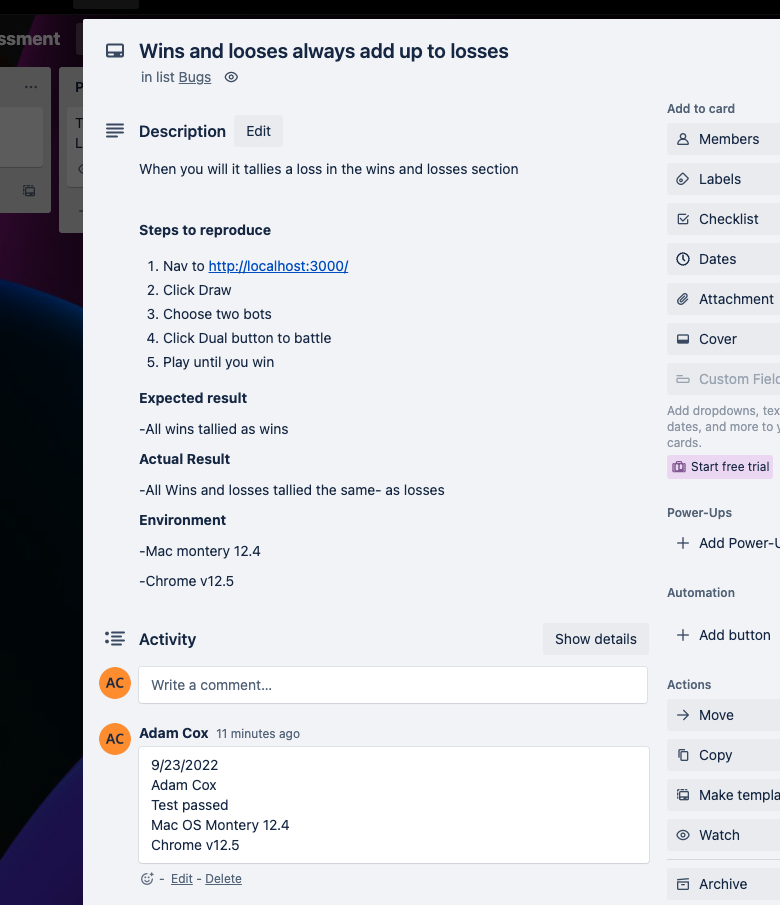 ssment
Wins and looses always add up to losses
in list Bugs
Description
Edit
When you will it tallies a loss in the wins and losses section
Steps to reproduce
1. Nav to http://localhost:3000/
2. Click Draw
3. Choose two bots
4. Click Dual button to battle
5. Play until you win
Expected result
-All wins tallied as wins
Actual Result
-All Wins and losses tallied the same- as losses
Environment
-Mac montery 12.4
-Chrome v12.5
Activity
Show details
AC
Write a comment…
AC
Adam Cox 11 minutes ago
9/23/2022
Adam Cox
Test passed
Mac OS Montery 12.4
Chrome v12.5
- Edit - Delete
Add to card
Members
Labels
Checklist
Dates
Attachment
Cover
Custom Field
Add dropdowns, tex
dates, and more to y
cards.
Start free trial
Power-Ups
Add Power-U
Automation
Add button
Actions
Move
Copy
Make templa
Watch
Archive